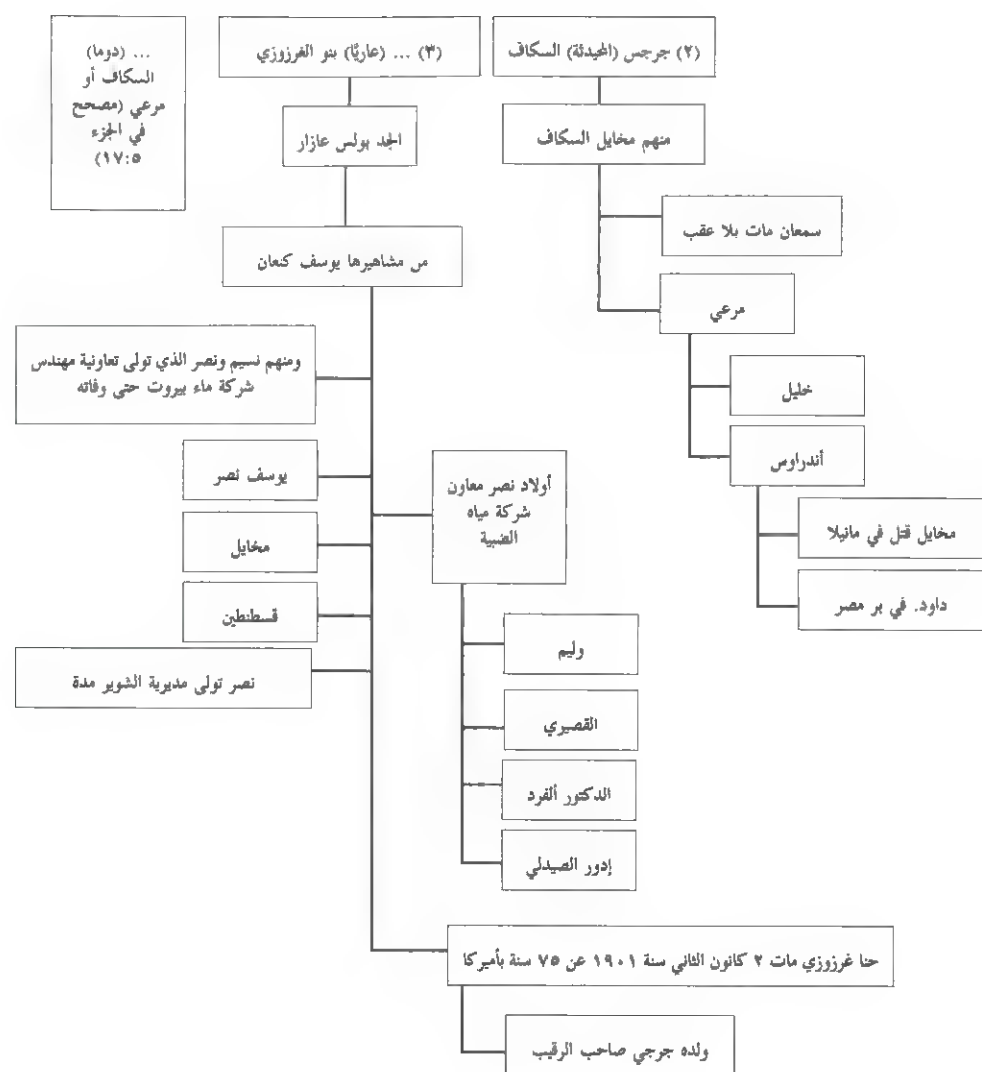 (٢) جرجس (المحيدثة) السكاف
منهم مخايل السكاف
سمعان مات بلا عقب
مرعي
خليل
أندراوس
مخايل قتل في مانيلا
داود. في بر مصر
(٣) ... (عاريّا) بنو الغرزوزي
الجد بولس عازار
من مشاهيرها يوسف كنعان
ومنهم نسيم ونصر الذي تولى تعاونية مهندس
شركة ماء بيروت حتى وفاته
يوسف نصر
مخايل
قسطنطين
نصر تولى مديرية الشوير مدة
أولاد نصر معاون
شركة مياه
الضبية
وليم
القصيري
الدكتور ألفرد
إدور الصيدلي
حنا غرزوزي مات ٢ كانون الثاني سنة ١٩٠١ عن ٧٥ سنة بأميركا
ولده جرجي صاحب الرقيب
... (دوما)
السكاف أو
مرعي (مصحح
في الجزء
١٧:٥)